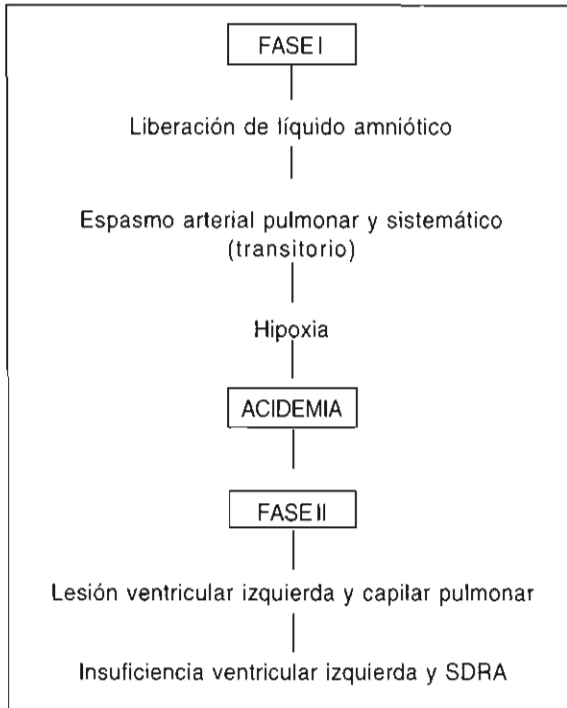 FASE I
Liberación de líquido amniótico
Espasmo arterial pulmonar y sistemático
(transitorio)
Hipoxia
ACIDEMIA
FASE II
Lesión ventricular izquierda y capilar pulmonar
Insuficiencia ventricular izquierda y SDRA